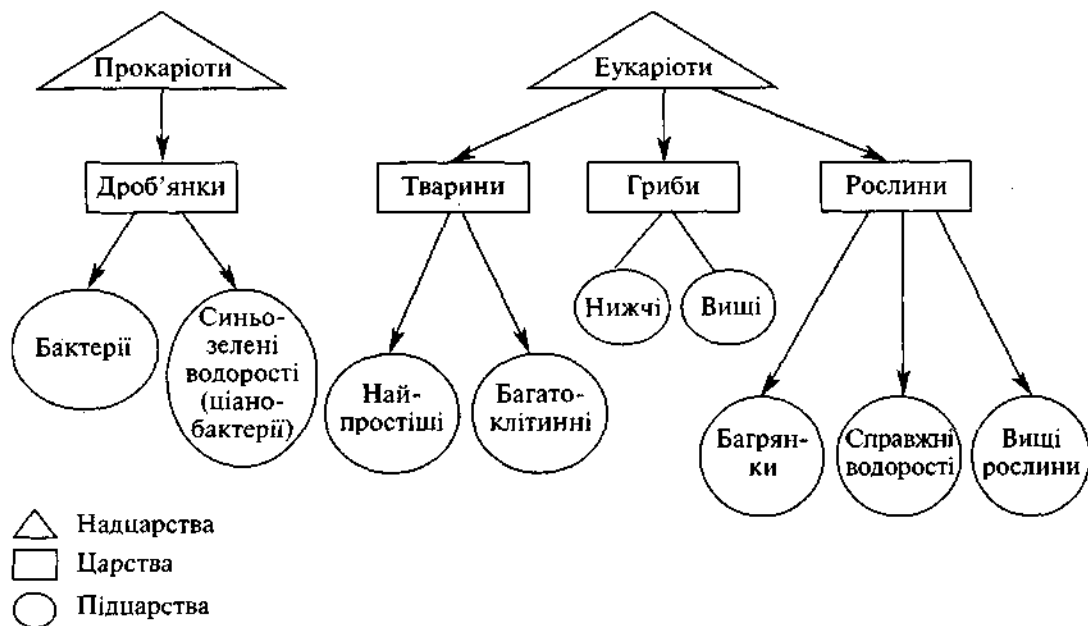 Прокаріоти
Еукаріоти
Дроб’янки
Тварини
Гриби
Рослини
Бактерії
Синьо-
зелені
водорості
(ціано-
бактерії)
Най-
простіші
Багато-
клітинні
Нижчі
Вищі
Багрян-
ки
Справжні
водорості
Вищі
рослини
Надцарства
Царства
Підцарства